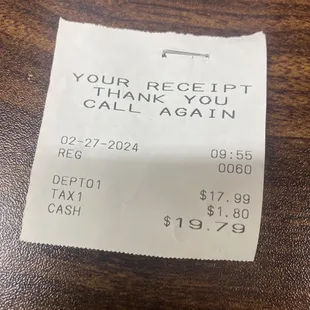 YOUR RECEIPT
THANK YOU
CALL AGAIN
02-27-2024 09:55
REG 0060
DEPT01 $17.99
TAX1 $1.80
CASH $19.79